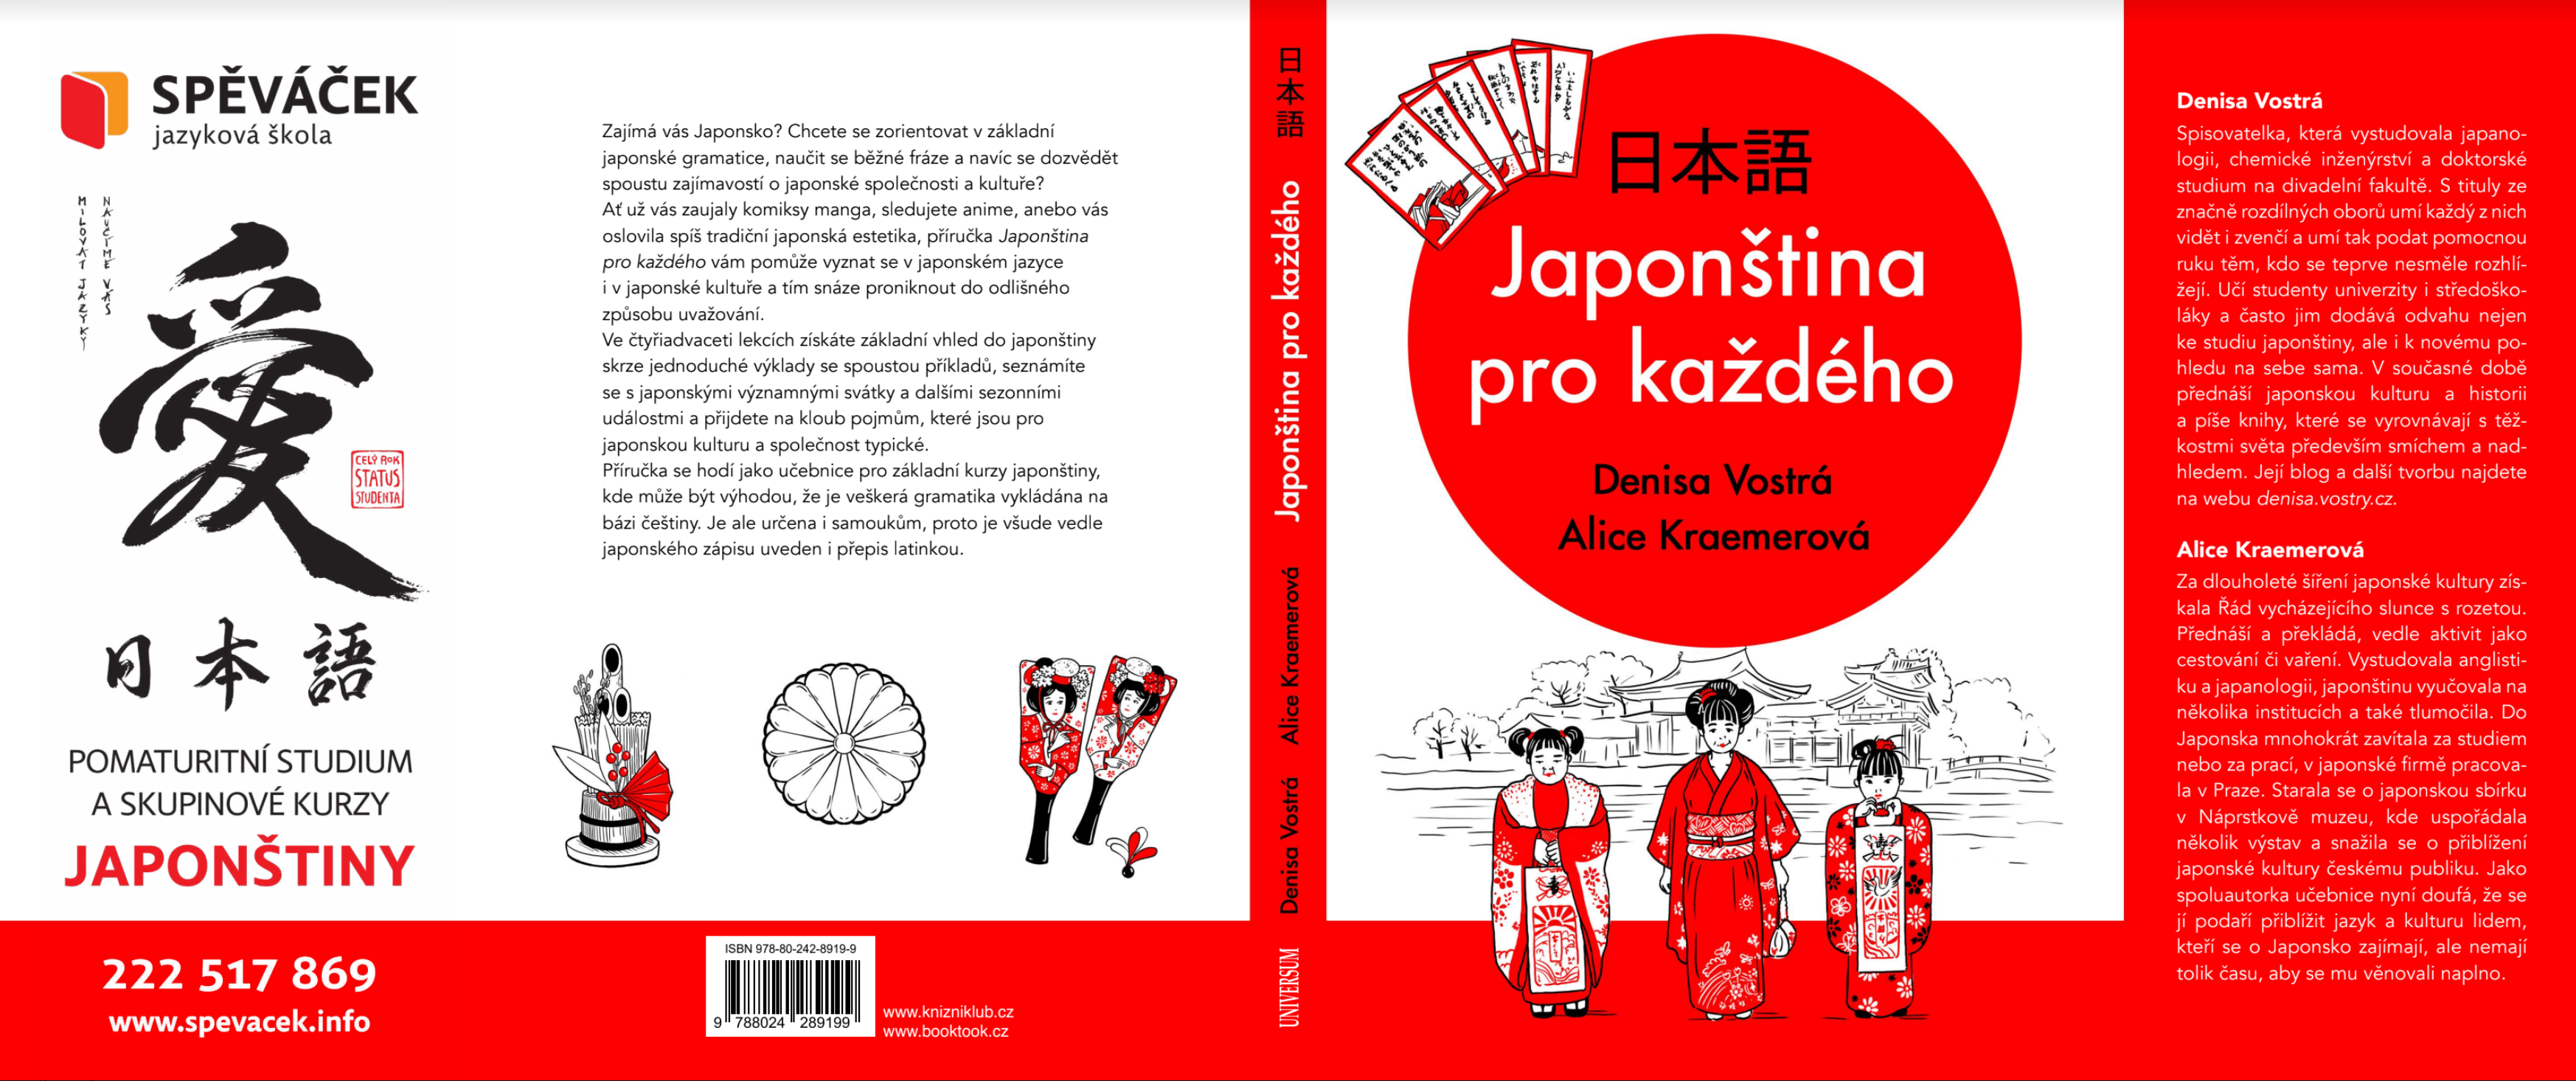 SPĚVÁČEK
jazyková škola
NAUČÍME VÁS
MILOVAT JAZYKY
愛
CELÝ ROK
STATUS
STUDENTA
日本語
POMATURITNÍ STUDIUM
A SKUPINOVÉ KURZY
JAPONŠTINY
222 517 869
www.spevacek.info
Zajímá vás Japonsko? Chcete se zorientovat v základní
japonské gramatice, naučit se běžné fráze a navíc se dozvědět
spoustu zajímavostí o japonské společnosti a kultuře?
Ať už vás zaujaly komiksy manga, sledujete anime, anebo vás
oslovila spíš tradiční japonská estetika, příručka Japonština
pro každého vám pomůže vyznat se v japonském jazyce
i v japonské kultuře a tím snáze proniknout do odlišného
způsobu uvažování.
Ve čtyřiadvaceti lekcích získáte základní vhled do japonštiny
skrze jednoduché výklady se spoustou příkladů, seznámíte
se s japonskými významnými svátky a dalšími sezonními
událostmi a přijdete na kloub pojmům, které jsou pro
japonskou kulturu a společnost typické.
Příručka se hodí jako učebnice pro základní kurzy japonštiny,
kde může být výhodou, že je veškerá gramatika vykládána na
bázi češtiny. Je ale určena i samoukům, proto je všude vedle
japonského zápisu uveden i přepis latinkou.
ISBN 978-80-242-8919-9
9 788024 289199
www.knizniklub.cz
www.booktook.cz
日本語
Japonština pro každého
Alice Kraemerová
Denisa Vostrá
UNIVERSUM
日本語
Japonština
pro každého
Denisa Vostrá
Alice Kraemerová
Denisa Vostrá
Spisovatelka, která vystudovala japano-
logii, chemické inženýrství a doktorské
studium na divadelní fakultě. S tituly ze
značně rozdílných oborů umí každý z nich
vidět i zvenčí a umí tak podat pomocnou
ruku těm, kdo se teprve nesměle rozhlí-
žejí. Učí studenty univerzity i středoško-
láky a často jim dodává odvahu nejen
ke studiu japonštiny, ale i k novému po-
hledu na sebe sama. V současné době
přednáší japonskou kulturu a historii
a píše knihy, které se vyrovnávají s těž-
kostmi světa především smíchem a nad-
hledem. Její blog a další tvorbu najdete
na webu denisa.vostry.cz.
Alice Kraemerová
Za dlouholeté šíření japonské kultury zís-
kala Řád vycházejícího slunce s rozetou.
Přednáší a překládá, vedle aktivit jako
cestování či vaření. Vystudovala anglisti-
ku a japanologii, japonštinu vyučovala na
několika institucích a také tlumočila. Do
Japonska mnohokrát zavítala za studiem
nebo za prací, v japonské firmě pracova-
la v Praze. Starala se o japonskou sbírku
v Náprstkově muzeu, kde uspořádala
několik výstav a snažila se o přiblížení
japonské kultury českému publiku. Jako
spoluautorka učebnice nyní doufá, že se
jí podaří přiblížit jazyk a kulturu lidem,
kteří se o Japonsko zajímají, ale nemají
tolik času, aby se mu věnovali naplno.